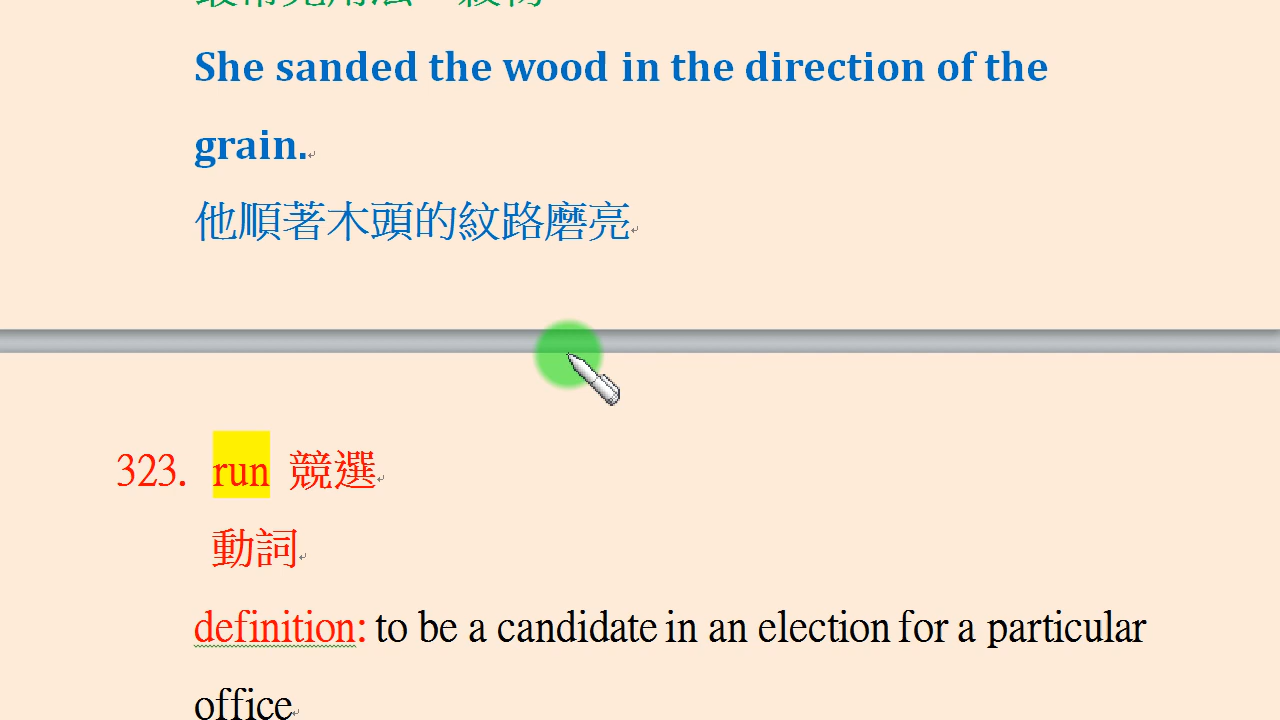 She sanded the wood in the direction of the
grain.
他順著木頭的紋路磨亮
323. run 競選
動詞
definition: to be a candidate in an election for a particular
office